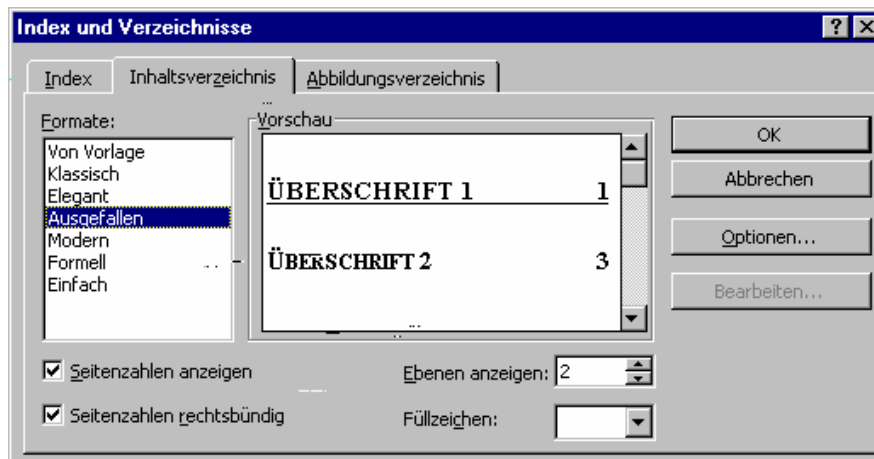 Index und Verzeichnisse
Index Inhaltsverzeichnis Abbildungsverzeichnis
Formate:
Von Vorlage
Klassisch
Elegant
Ausgefallen
Modern
Formell
Einfach
Vorschau
ÜBERSCHRIFT 1 1
ÜBERSCHRIFT 2 3
OK
Abbrechen
Optionen...
Bearbeiten...
Seitenzahlen anzeigen
Seitenzahlen rechtsbündig
Ebenen anzeigen: 2
Füllzeichen: